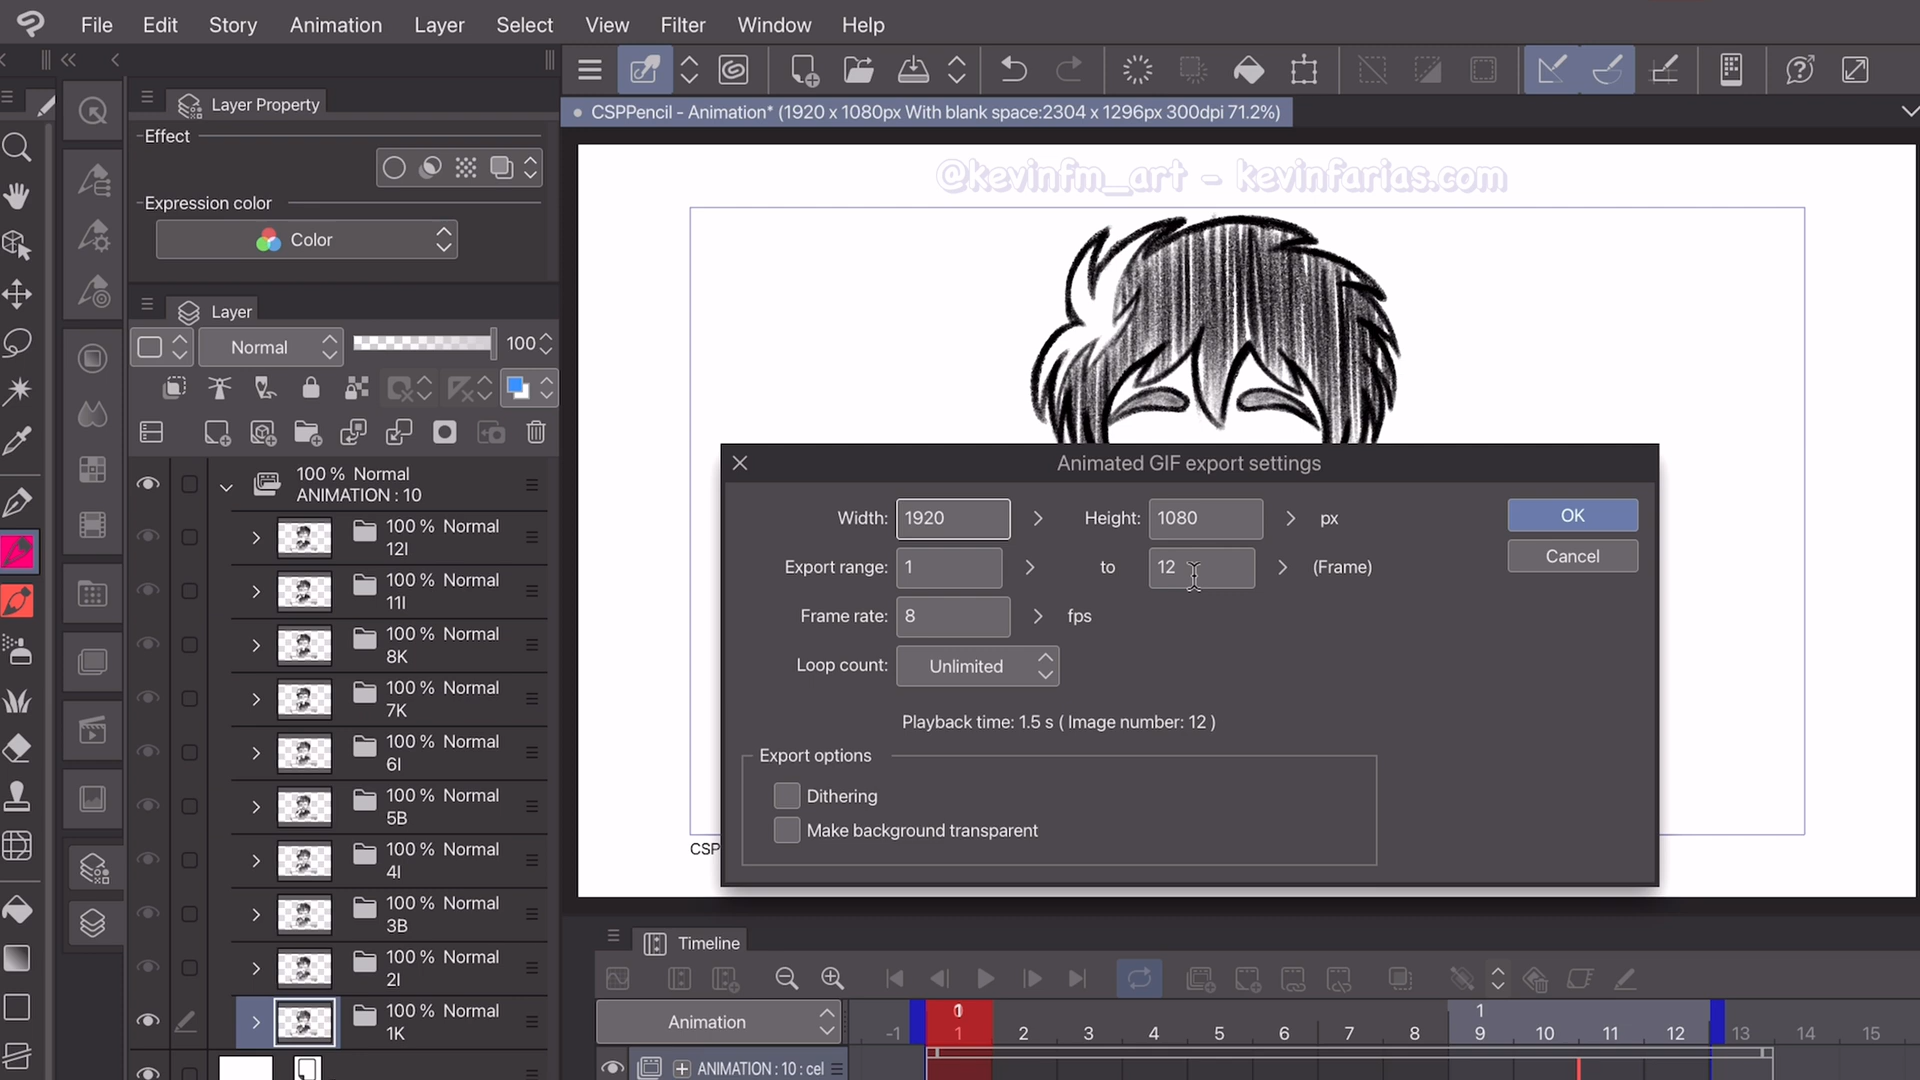 File Edit Story Animation Layer Select View Filter Window Help
Layer Property
CSPPencil - Animation* (1920 x 1080px With blank space:2304 x 1296px 300dpi 71.2%)
Effect
Expression color
Color
@kevinfm_art - kevinfarias.com
Layer
Normal 100
100 % Normal
ANIMATION : 10
100 % Normal
12I
100 % Normal
11I
100 % Normal
8K
100 % Normal
7K
100 % Normal
6I
100 % Normal
5B
100 % Normal
4I
100 % Normal
3B
100 % Normal
2I
100 % Normal
1K
Animated GIF export settings
Width: 1920 Height: 1080 px
OK
Export range: 1 to 12 (Frame)
Cancel
Frame rate: 8 fps
Loop count: Unlimited
Playback time: 1.5 s ( Image number: 12 )
Export options
Dithering
Make background transparent
CSP
Timeline
Animation
0 1
-1 1 2 3 4 5 6 7 8 9 10 11 12 13 14 15
ANIMATION : 10 : cel